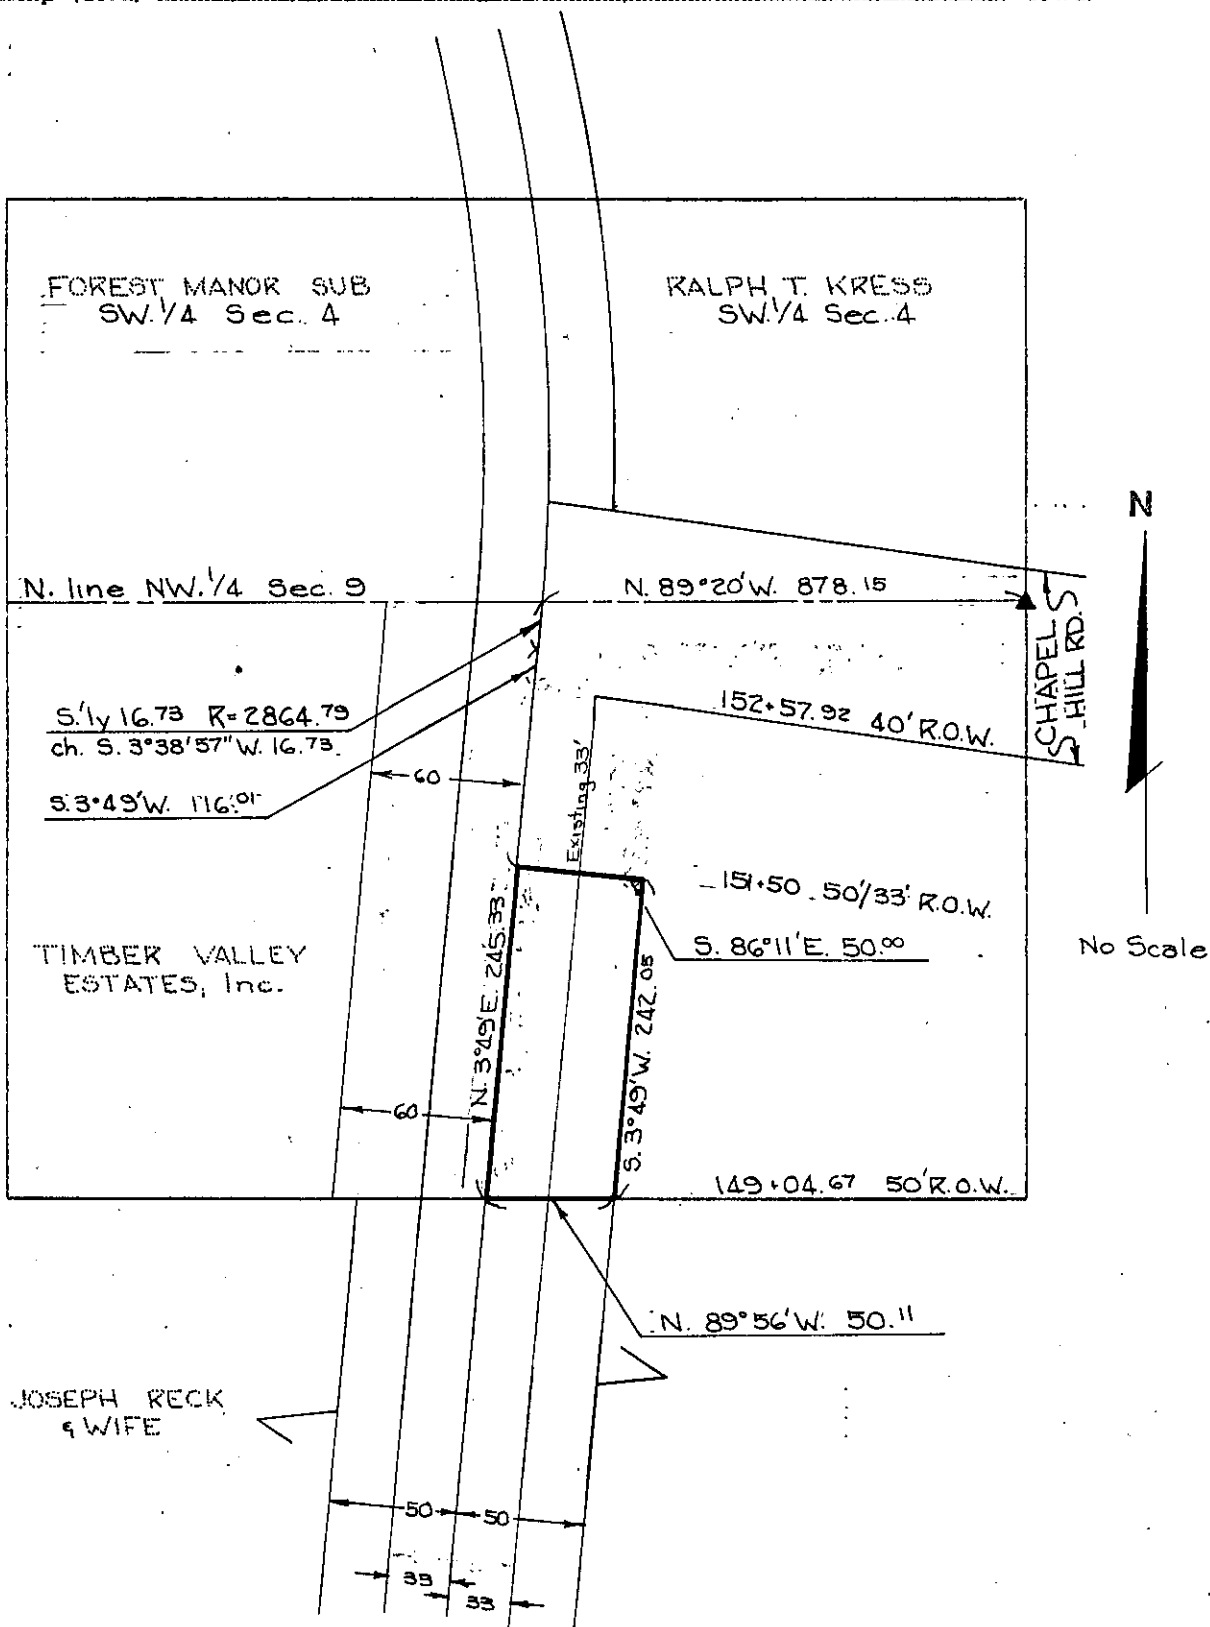 FOREST MANOR SUB
SW. 1/4 Sec. 4
RALPH T. KRESS
SW. 1/4 Sec. 4
N
N. line NW. 1/4 Sec. 9
N. 89°20'W. 878.15
CHAPEL
HILL RD.
S.'ly 16.73 R=2864.79
ch. S. 3°38'57"W. 16.73
152+57.92 40' R.O.W.
60
S. 3°49'W. 116.01
Existing 33'
151+50 50'/33' R.O.W.
S. 86°11'E. 50.00
No Scale
TIMBER VALLEY
ESTATES, Inc.
N. 3°49'E. 245.33
S. 3°49'W. 242.05
60
149+04.67 50' R.O.W.
N. 89°56'W. 50.11
JOSEPH RECK
& WIFE
50 50
33
33